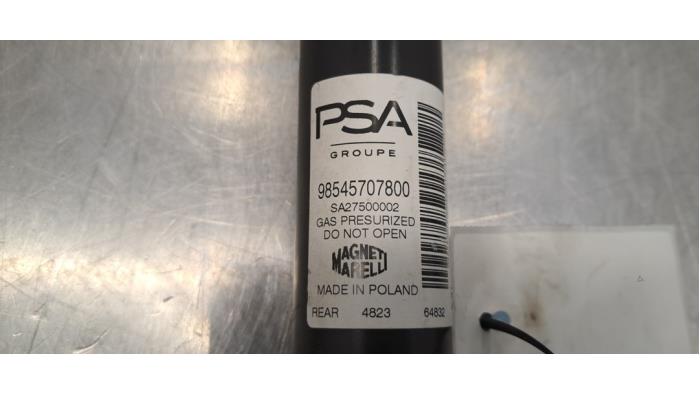 PSA
GROUPE
98545707800
SA27500002
GAS PRESURIZED
DO NOT OPEN
MAGNETI
MARELLI
MADE IN POLAND
REAR 4823 64832